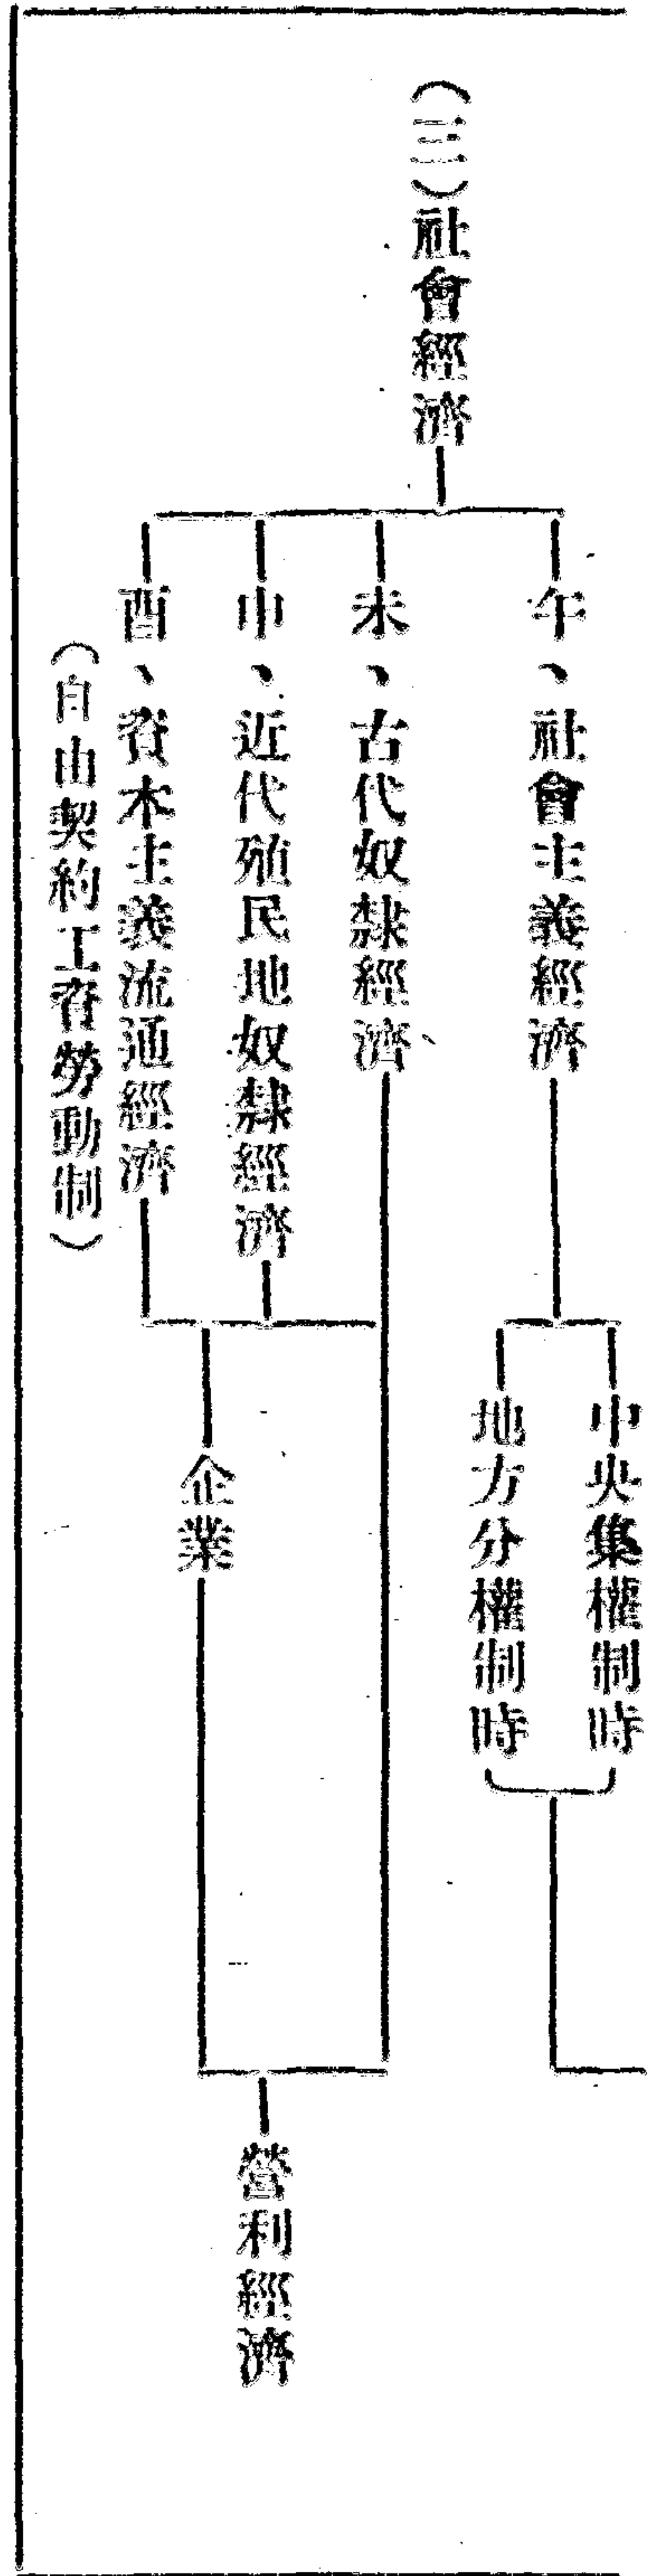 (三)社會經濟
午、社會主義經濟
中央集權制時
地方分權制時
未、古代奴隸經濟
申、近代殖民地奴隸經濟
酉、資本主義流通經濟
(自由契約工資勞動制)
企業
營利經濟